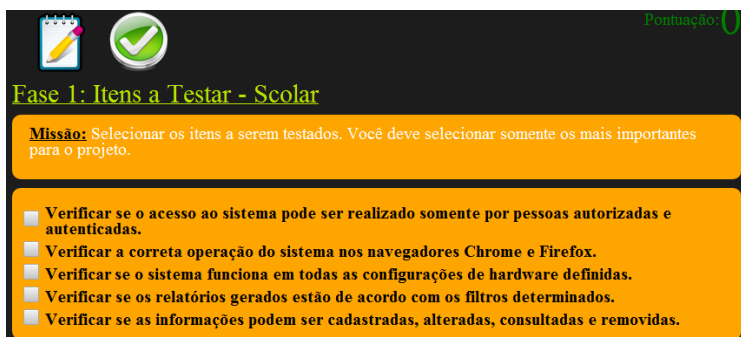 Pontuação:0
Fase 1: Itens a Testar - Scolar
Missão: Selecionar os itens a serem testados. Você deve selecionar somente os mais importantes
para o projeto.
Verificar se o acesso ao sistema pode ser realizado somente por pessoas autorizadas e
autenticadas.
Verificar a correta operação do sistema nos navegadores Chrome e Firefox.
Verificar se o sistema funciona em todas as configurações de hardware definidas.
Verificar se os relatórios gerados estão de acordo com os filtros determinados.
Verificar se as informações podem ser cadastradas, alteradas, consultadas e removidas.